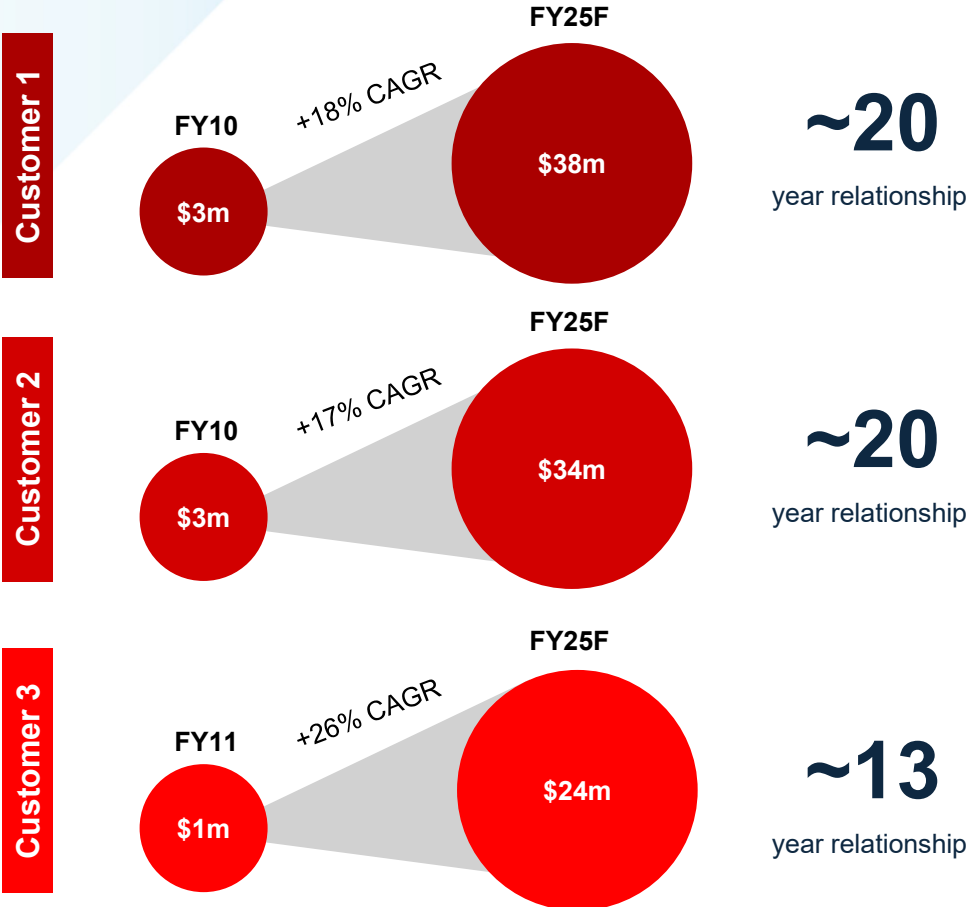 Customer 1
FY10
$3m
+18% CAGR
FY25F
$38m
~20
year relationship
Customer 2
FY10
$3m
+17% CAGR
FY25F
$34m
~20
year relationship
Customer 3
FY11
$1m
+26% CAGR
FY25F
$24m
~13
year relationship